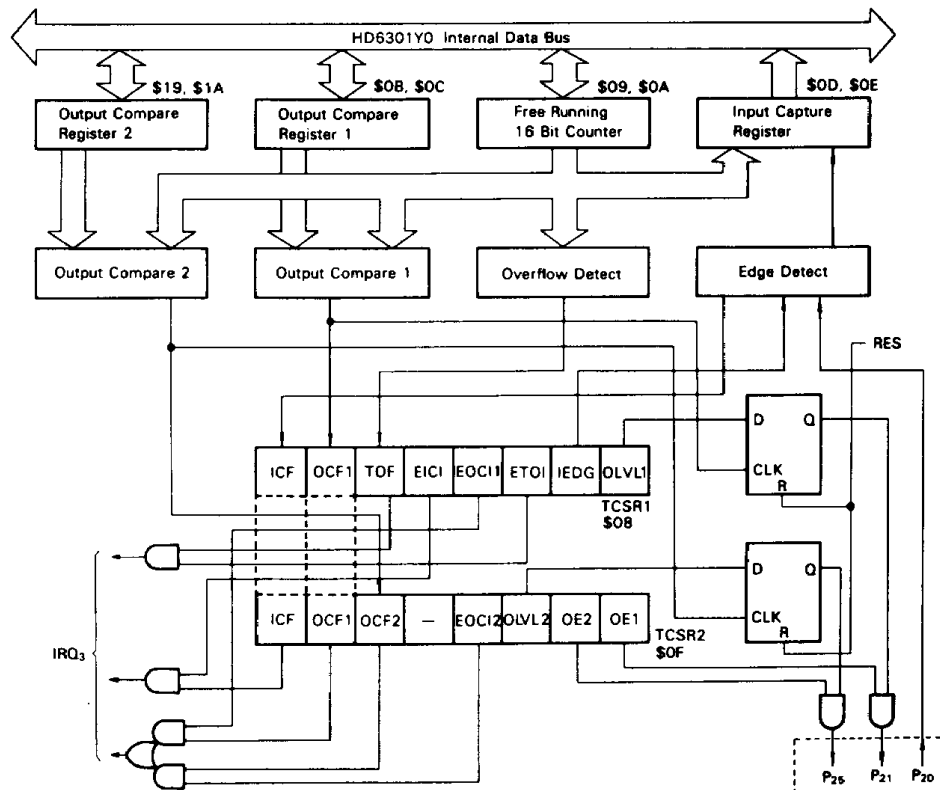 HD6301Y0 Internal Data Bus
$19, $1A
$0B, $0C
$09, $0A
$0D, $0E
Output Compare
Register 2
Output Compare
Register 1
Free Running
16 Bit Counter
Input Capture
Register
Output Compare 2
Output Compare 1
Overflow Detect
Edge Detect
RES
D
Q
CLK
R
ICF
OCF1
TOF
EICI
EOCI1
ETOI
IEDG
OLVL1
TCSR1
$08
D
Q
CLK
R
ICF
OCF1
OCF2
—
EOCI2
OLVL2
OE2
OE1
TCSR2
$0F
IRQ3
P25
P21
P20